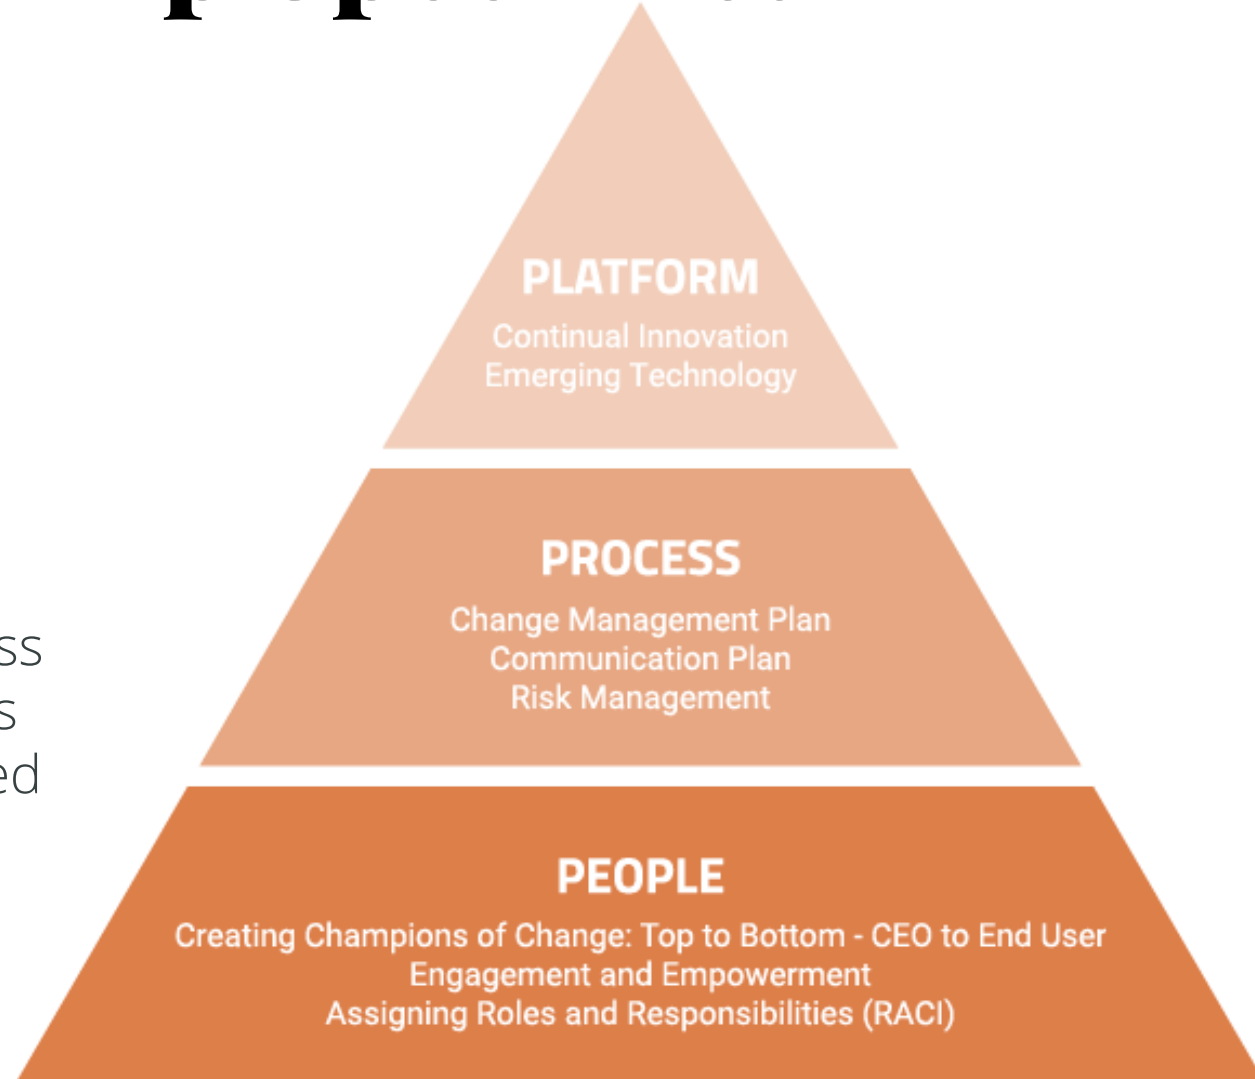 PLATFORM
Continual Innovation
Emerging Technology
PROCESS
Change Management Plan
Communication Plan
Risk Management
PEOPLE
Creating Champions of Change: Top to Bottom - CEO to End User
Engagement and Empowerment
Assigning Roles and Responsibilities (RACI)